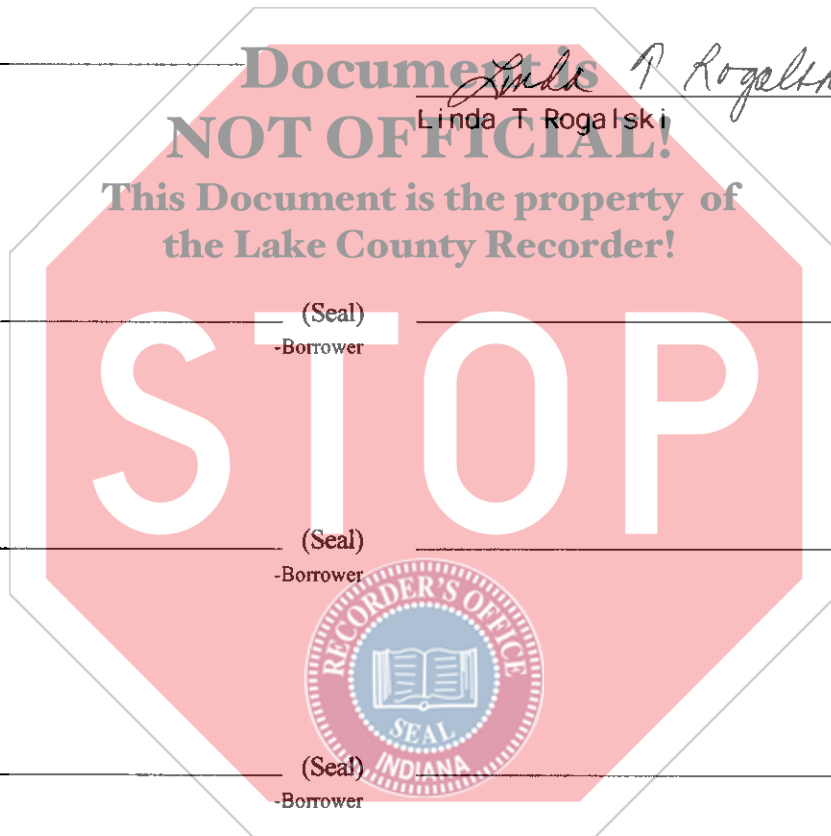 Document is
Linda T Rogalski
Linda T Rogalski
NOT OFFICIAL!
This Document is the property of
the Lake County Recorder!
(Seal)
-Borrower
STOP
(Seal)
-Borrower
RECORDER'S OFFICE
SEAL
INDIANA
(Seal)
-Borrower